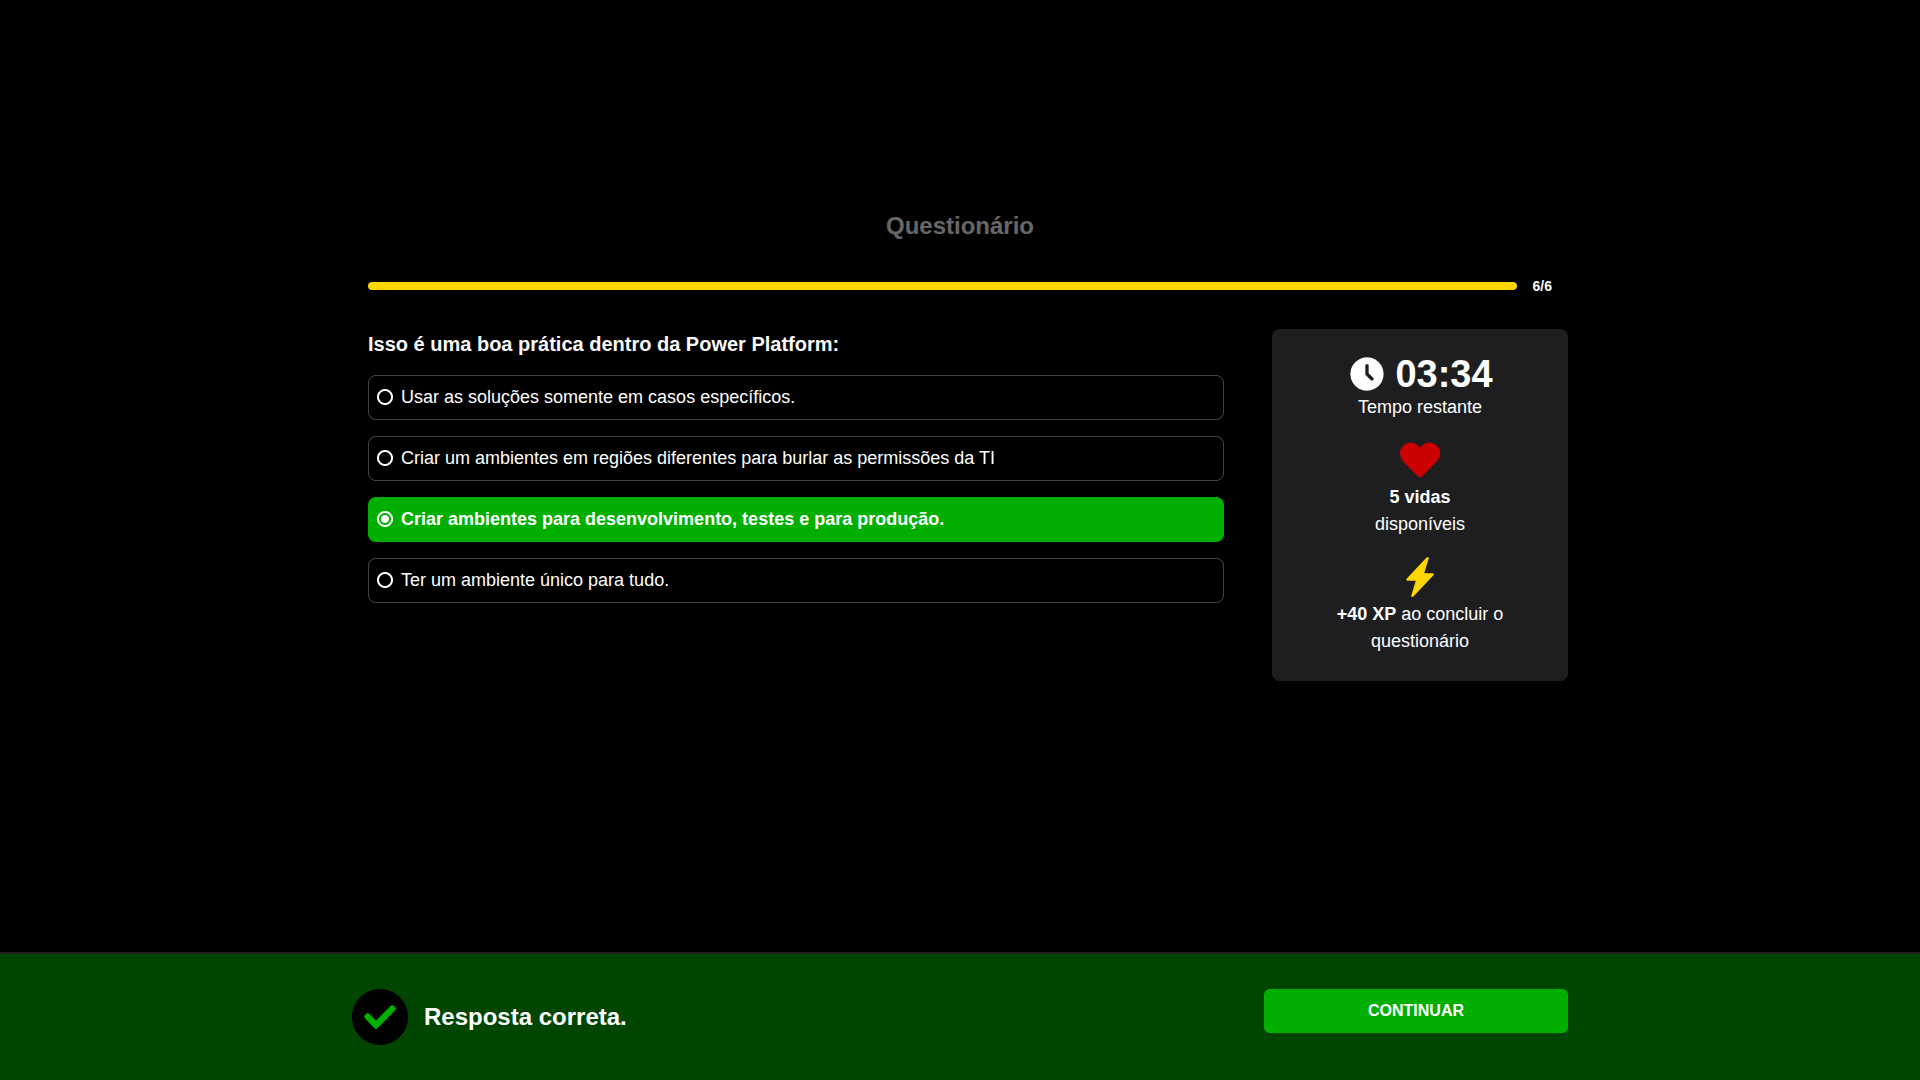 Questionário
6/6
Isso é uma boa prática dentro da Power Platform:
Usar as soluções somente em casos específicos.
Criar um ambientes em regiões diferentes para burlar as permissões da TI
Criar ambientes para desenvolvimento, testes e para produção.
Ter um ambiente único para tudo.
03:34
Tempo restante
5 vidas
disponíveis
+40 XP ao concluir o
questionário
Resposta correta.
CONTINUAR